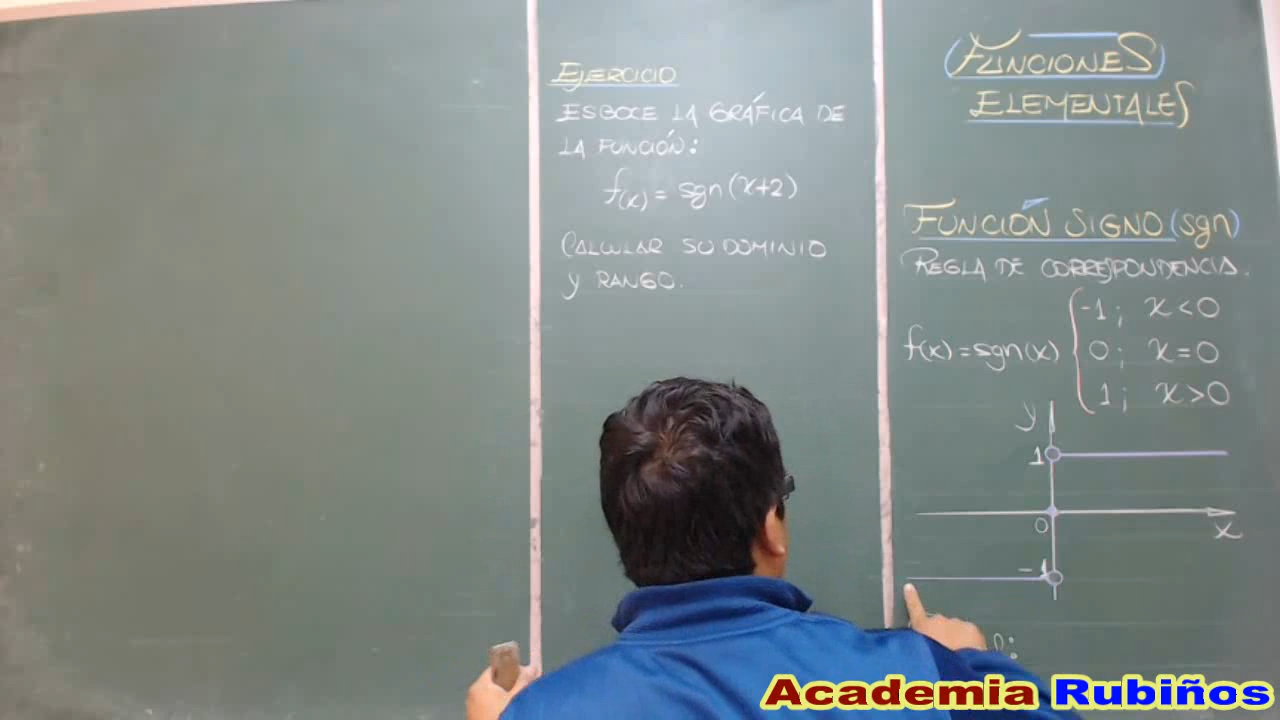 EJERCICIO
ESBOCE LA GRÁFICA DE
LA FUNCIÓN:
f(x) = sgn(x+2)
CALCULAR SU DOMINIO
Y RANGO.
(FUNCIONES)
ELEMENTALES
FUNCIÓN SIGNO (sgn)
REGLA DE CORRESPONDENCIA.
-1; x<0
f(x)=sgn(x) { 0; x=0
1; x>0
y
1
0
x
-1
Academia Rubiños